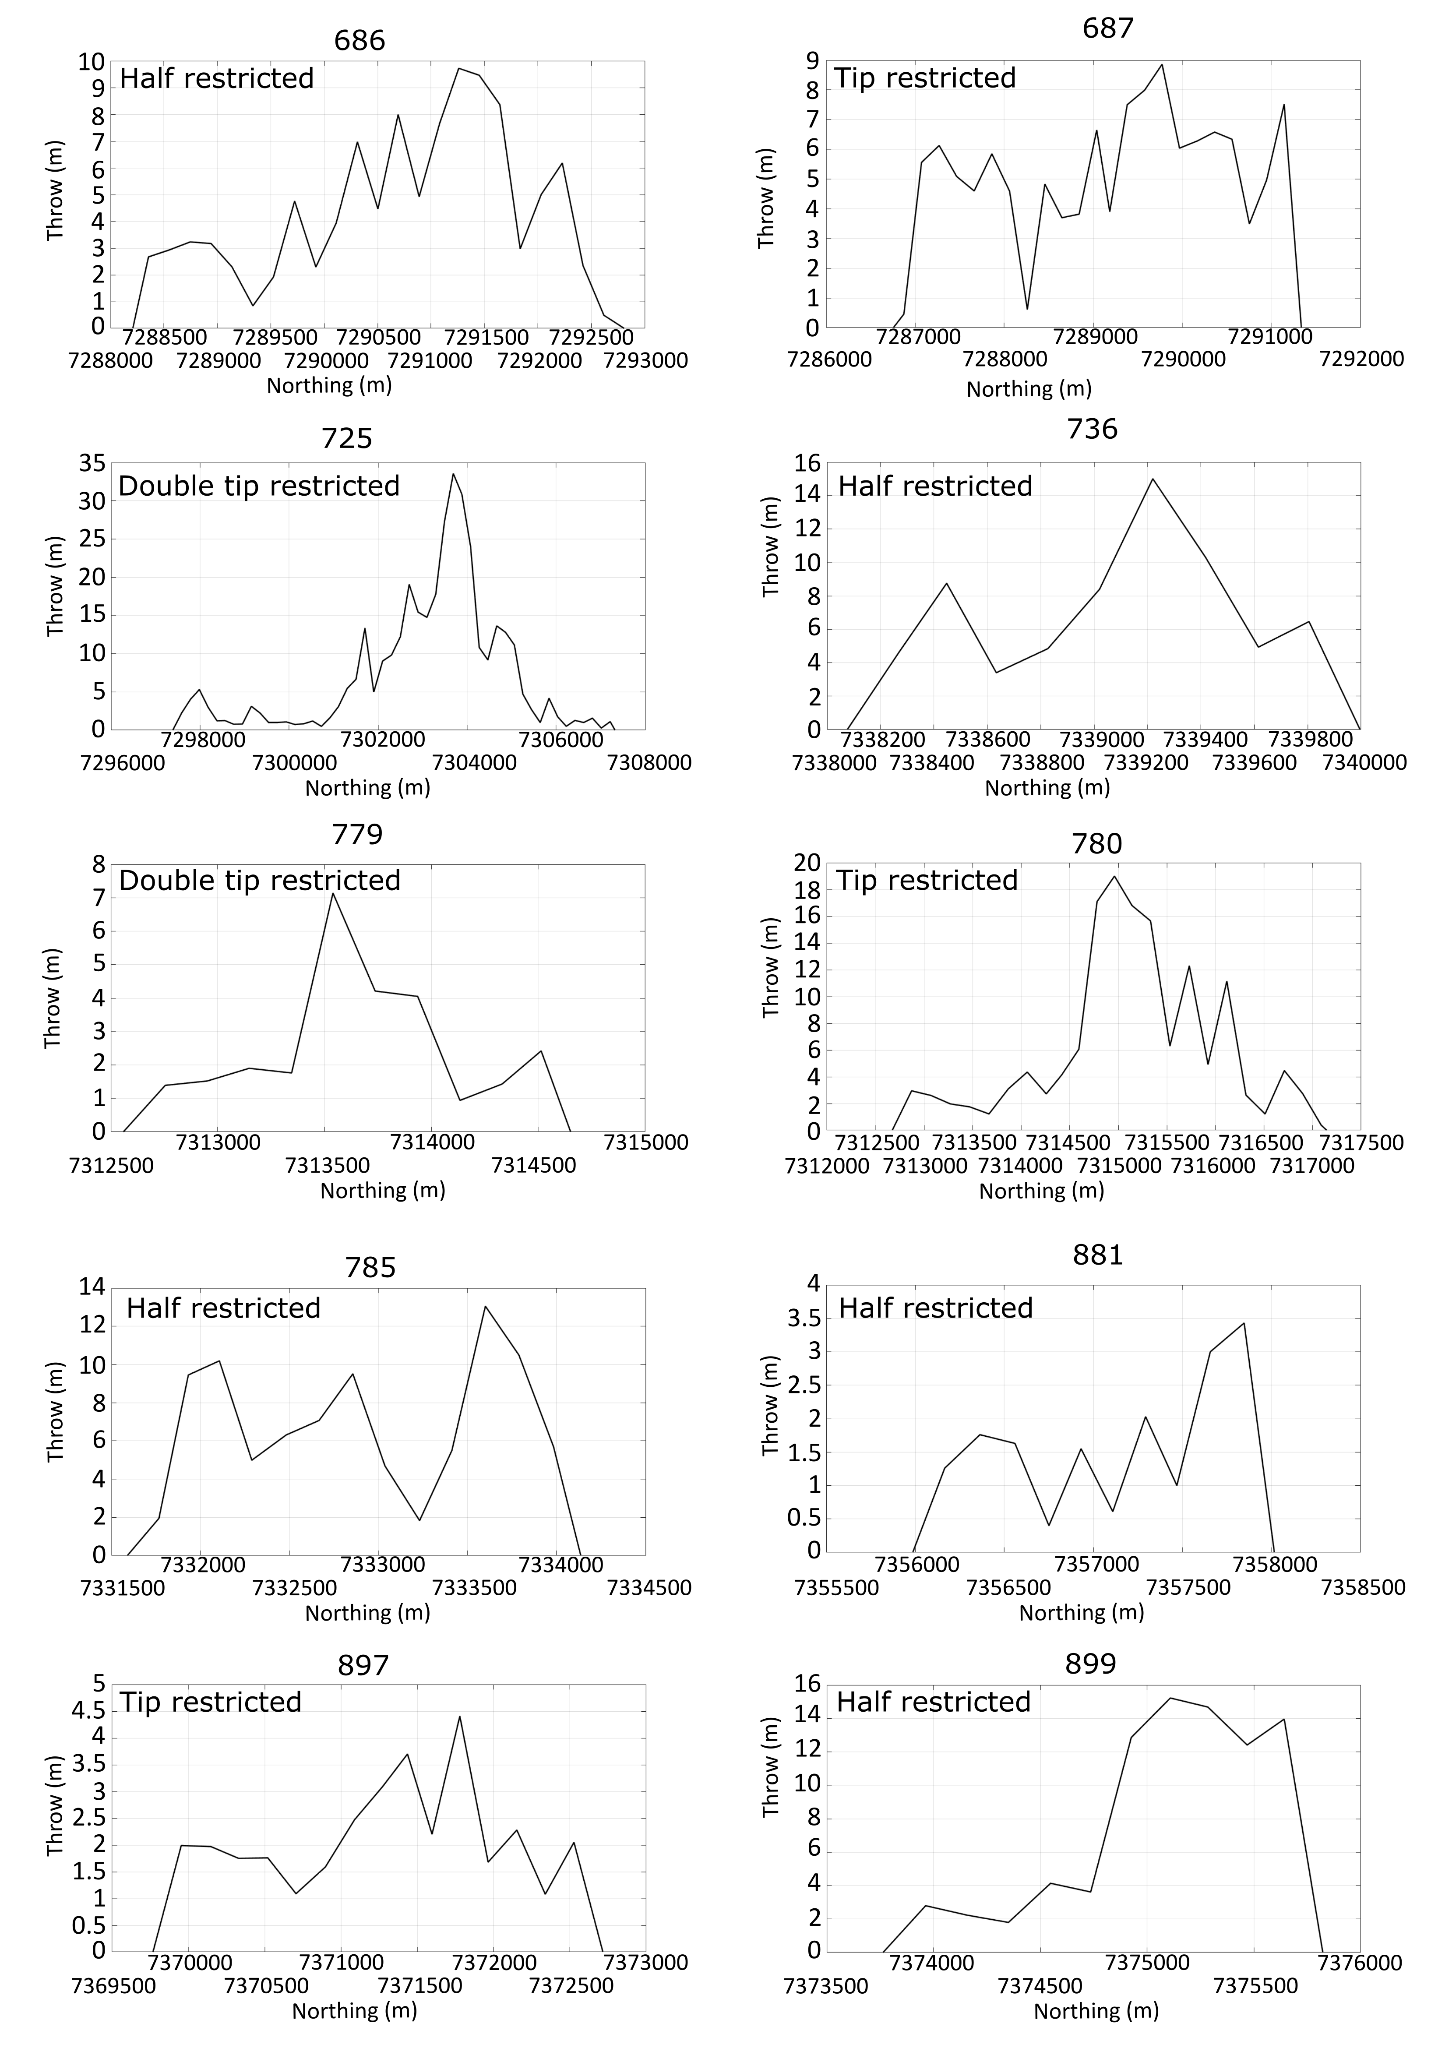 686
Half restricted
Throw (m)
10
9
8
7
6
5
4
3
2
1
0
7288500 7289500 7290500 7291500 7292500
7288000 7289000 7290000 7291000 7292000 7293000
Northing (m)
687
Tip restricted
Throw (m)
9
8
7
6
5
4
3
2
1
0
7287000 7289000 7291000
7286000 7288000 7290000 7292000
Northing (m)
725
Double tip restricted
Throw (m)
35
30
25
20
15
10
5
0
7298000 7302000 7306000
7296000 7300000 7304000 7308000
Northing (m)
736
Half restricted
Throw (m)
16
14
12
10
8
6
4
2
0
7338200 7338600 7339000 7339400 7339800
7338000 7338400 7338800 7339200 7339600 7340000
Northing (m)
779
Double tip restricted
Throw (m)
8
7
6
5
4
3
2
1
0
7313000 7314000 7315000
7312500 7313500 7314500
Northing (m)
780
Tip restricted
Throw (m)
20
18
16
14
12
10
8
6
4
2
0
7312500 7313500 7314500 7315500 7316500 7317500
7312000 7313000 7314000 7315000 7316000 7317000
Northing (m)
785
Half restricted
Throw (m)
14
12
10
8
6
4
2
0
7332000 7333000 7334000
7331500 7332500 7333500 7334500
Northing (m)
881
Half restricted
Throw (m)
4
3.5
3
2.5
2
1.5
1
0.5
0
7356000 7357000 7358000
7355500 7356500 7357500 7358500
Northing (m)
897
Tip restricted
Throw (m)
5
4.5
4
3.5
3
2.5
2
1.5
1
0.5
0
7370000 7371000 7372000 7373000
7369500 7370500 7371500 7372500
Northing (m)
899
Half restricted
Throw (m)
16
14
12
10
8
6
4
2
0
7374000 7375000 7376000
7373500 7374500 7375500
Northing (m)